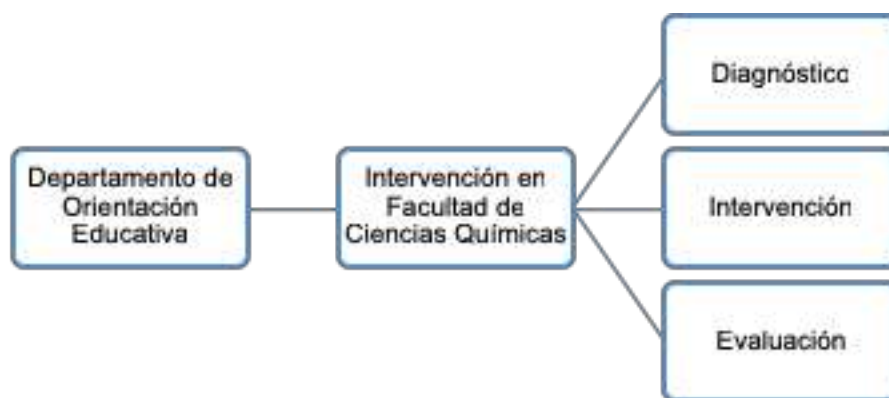 Departamento de
Orientación
Educativa
Intervención en
Facultad de
Ciencias Químicas
Diagnóstico
Intervención
Evaluación